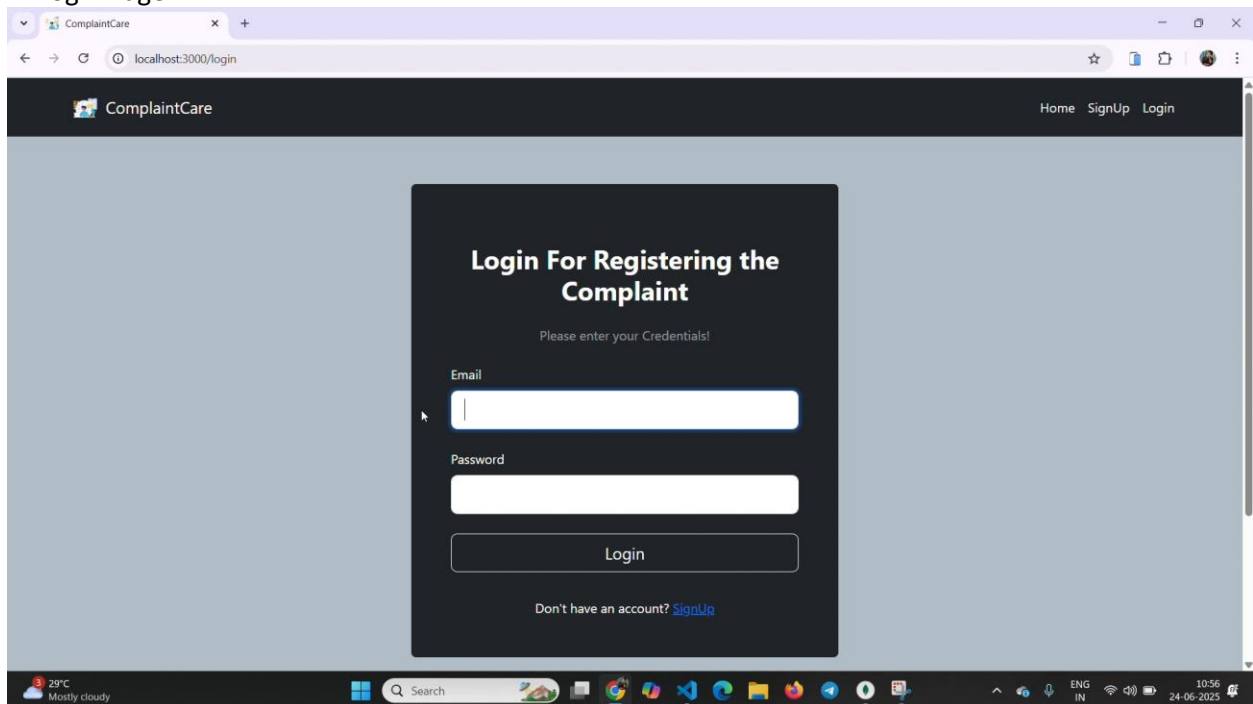 ComplaintCare
localhost:3000/login
ComplaintCare
Home SignUp Login
Login For Registering the
Complaint
Please enter your Credentials!
Email
Password
Login
Don't have an account? SignUp
3
29°C
Mostly cloudy
Search
ENG
IN
10:56
24-06-2025